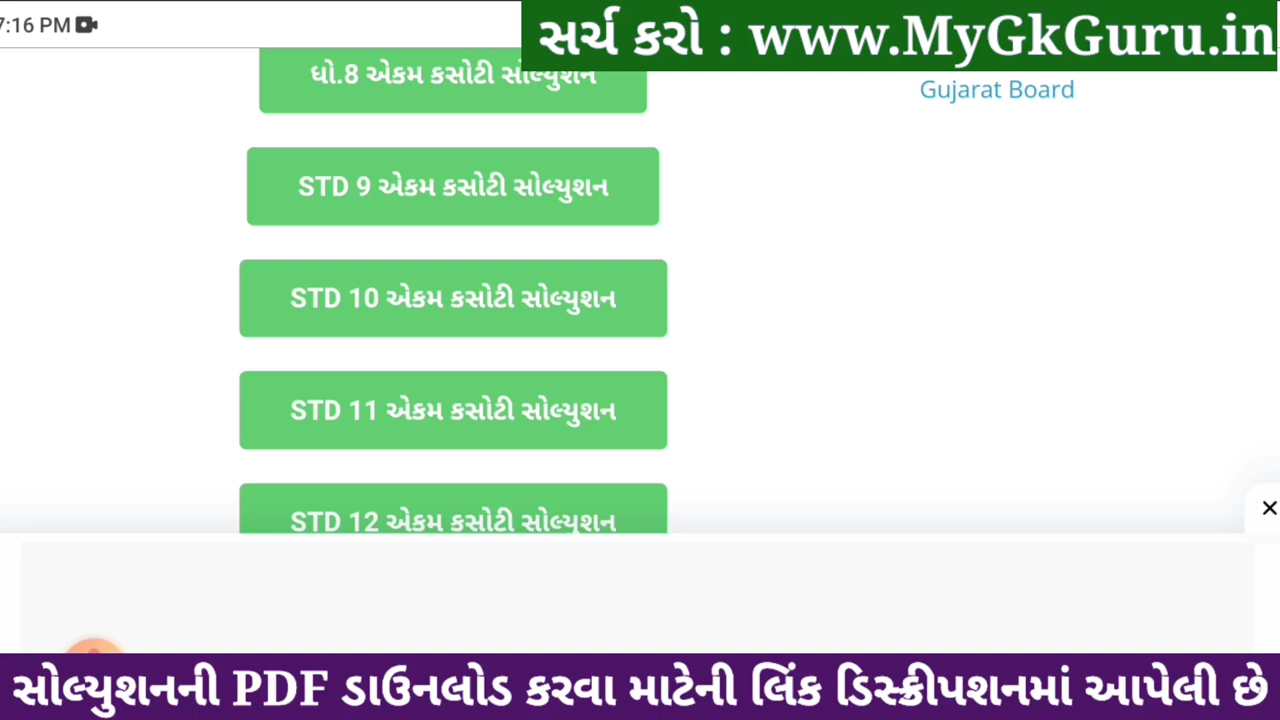 7:16 PM
સર્ચ કરો : www.MyGkGuru.in
ધો.8 એકમ કસોટી સોલ્યુશન
Gujarat Board
STD 9 એકમ કસોટી સોલ્યુશન
STD 10 એકમ કસોટી સોલ્યુશન
STD 11 એકમ કસોટી સોલ્યુશન
STD 12 એકમ કસોટી સોલ્યુશન
સોલ્યુશનની PDF ડાઉનલોડ કરવા માટેની લિંક ડિસ્ક્રીપશનમાં આપેલી છે